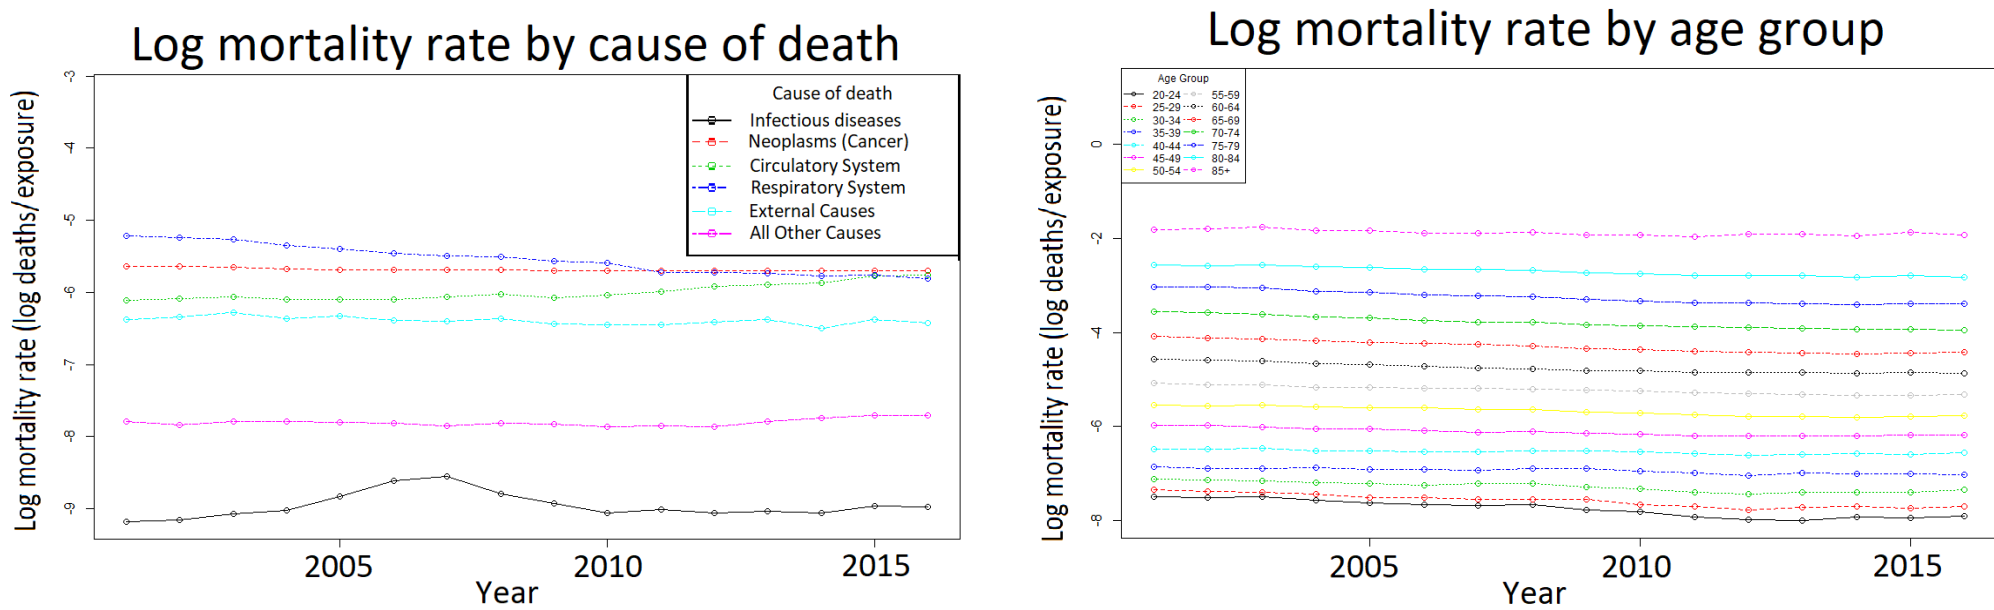 Log mortality rate by cause of death
Log mortality rate (log deaths/exposure)
-3
-4
-5
-6
-7
-8
-9
Cause of death
Infectious diseases
Neoplasms (Cancer)
Circulatory System
Respiratory System
External Causes
All Other Causes
2005 2010 2015
Year
Log mortality rate by age group
Log mortality rate (log deaths/exposure)
0
-2
-4
-6
-8
Age Group
20-24 55-59
25-29 60-64
30-34 65-69
35-39 70-74
40-44 75-79
45-49 80-84
50-54 85+
2005 2010 2015
Year